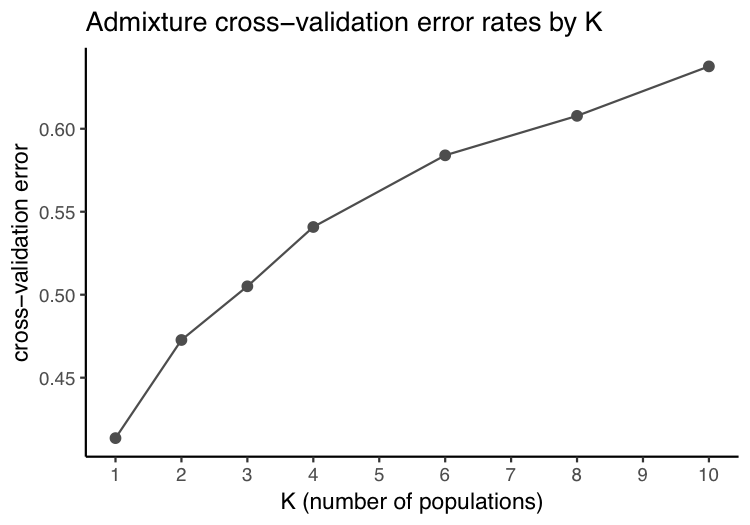 Admixture cross−validation error rates by K
cross−validation error
0.60
0.55
0.50
0.45
1 2 3 4 5 6 7 8 9 10
K (number of populations)